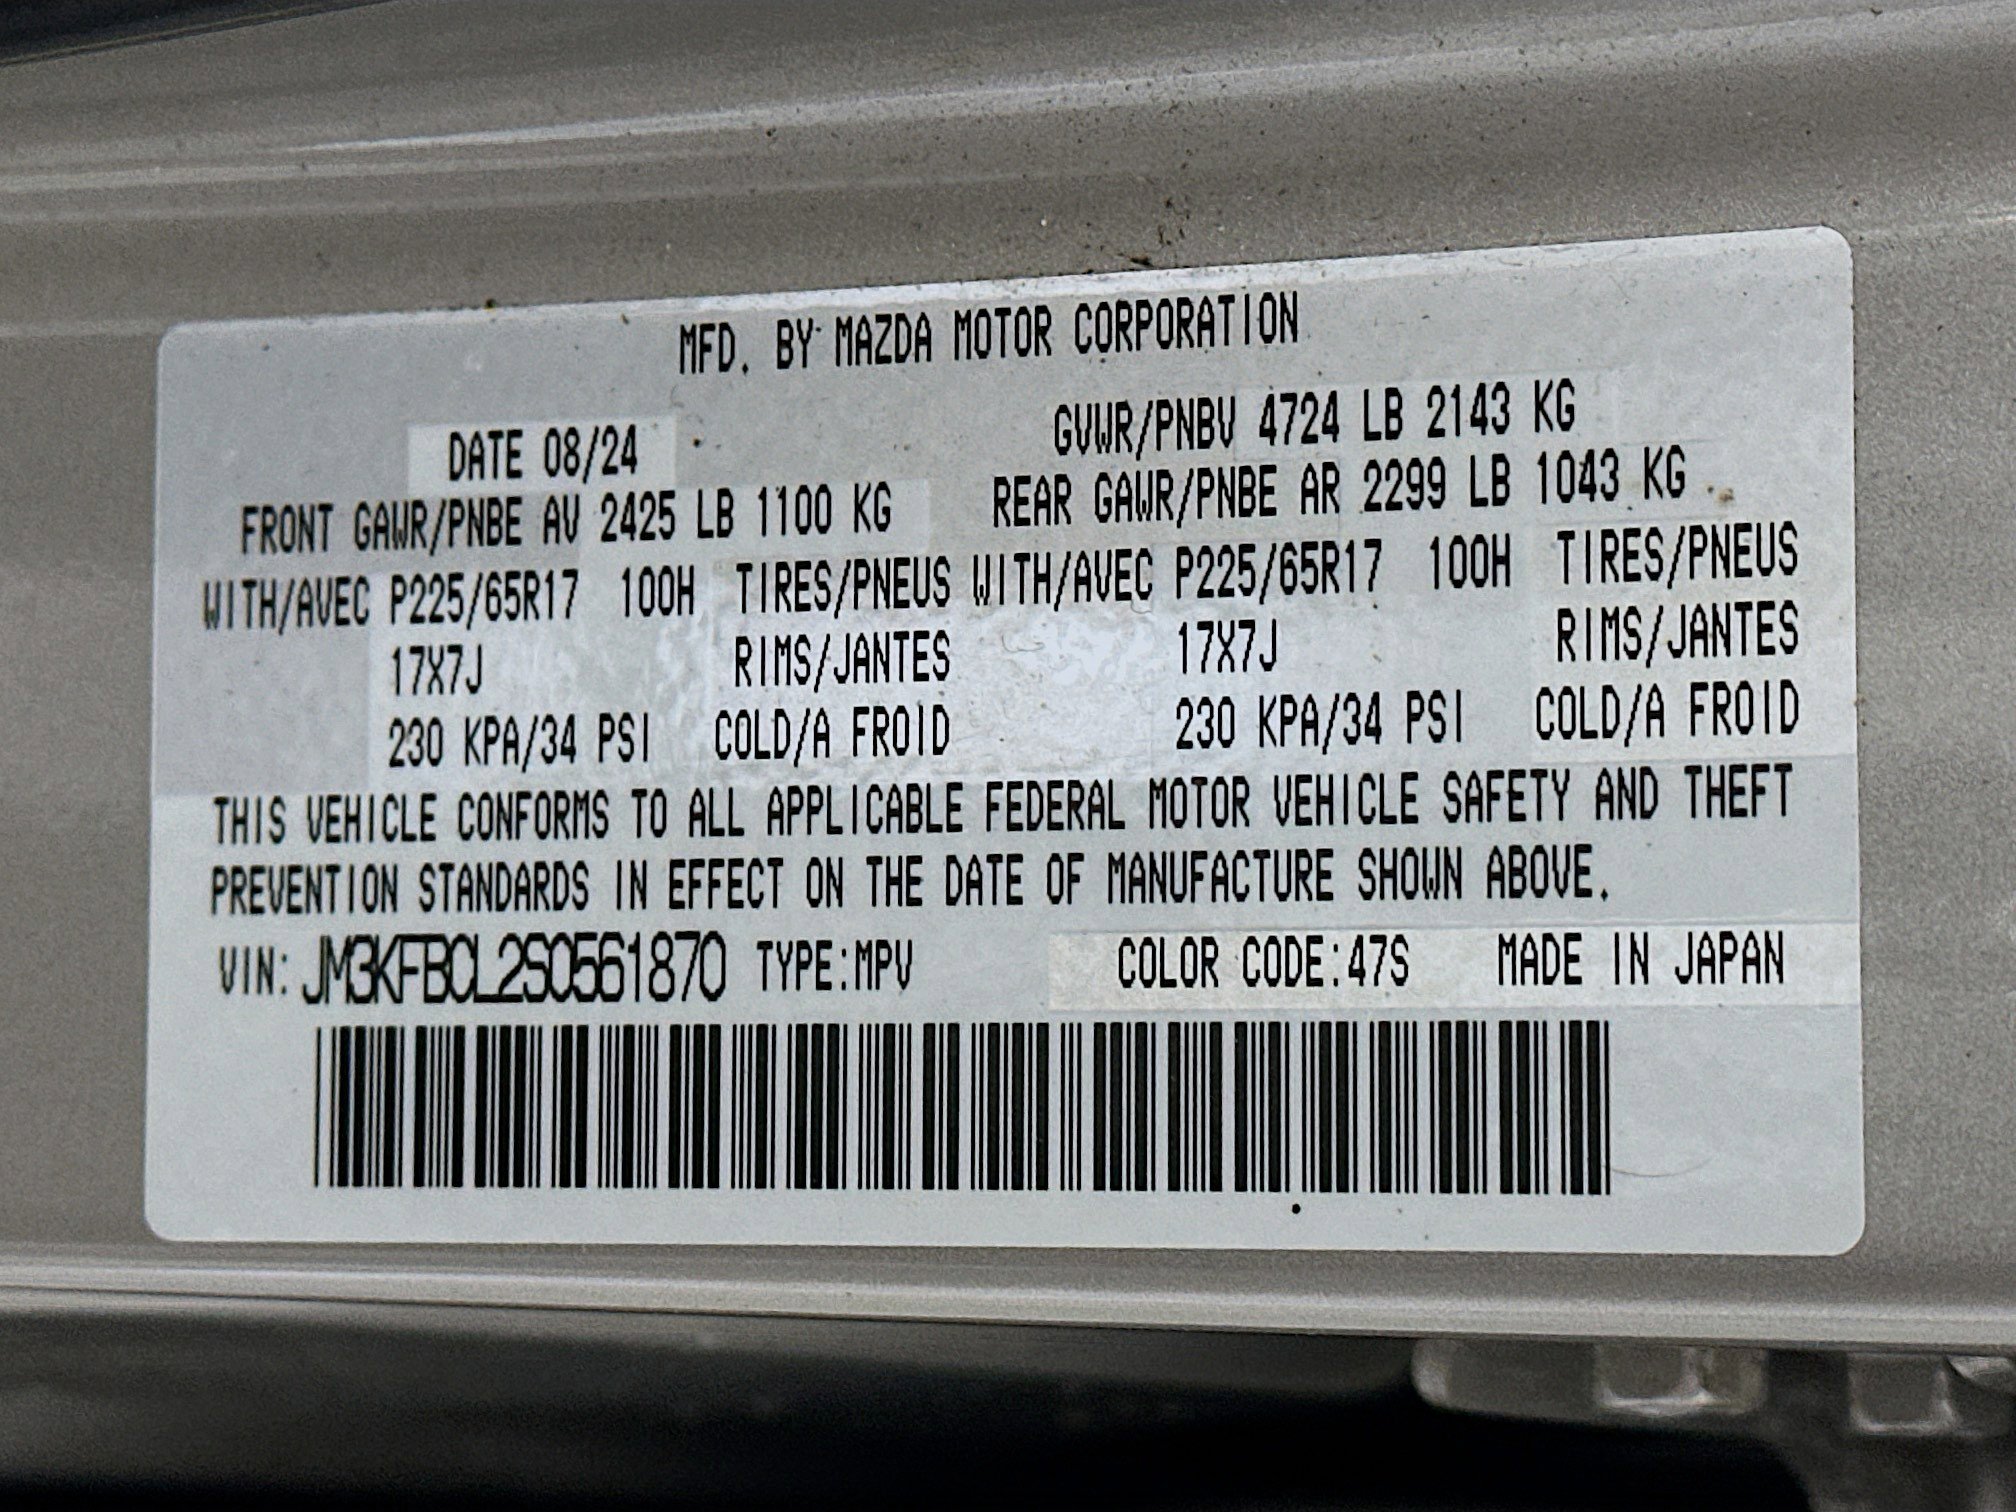 MFD. BY MAZDA MOTOR CORPORATION
DATE 08/24 GVWR/PNBV 4724 LB 2143 KG
FRONT GAWR/PNBE AV 2425 LB 1100 KG REAR GAWR/PNBE AR 2299 LB 1043 KG
WITH/AVEC P225/65R17 100H TIRES/PNEUS WITH/AVEC P225/65R17 100H TIRES/PNEUS
17X7J RIMS/JANTES 17X7J RIMS/JANTES
230 KPA/34 PSI COLD/A FROID 230 KPA/34 PSI COLD/A FROID
THIS VEHICLE CONFORMS TO ALL APPLICABLE FEDERAL MOTOR VEHICLE SAFETY AND THEFT
PREVENTION STANDARDS IN EFFECT ON THE DATE OF MANUFACTURE SHOWN ABOVE.
VIN: JM3KFBCL2S0561870 TYPE:MPV COLOR CODE:47S MADE IN JAPAN